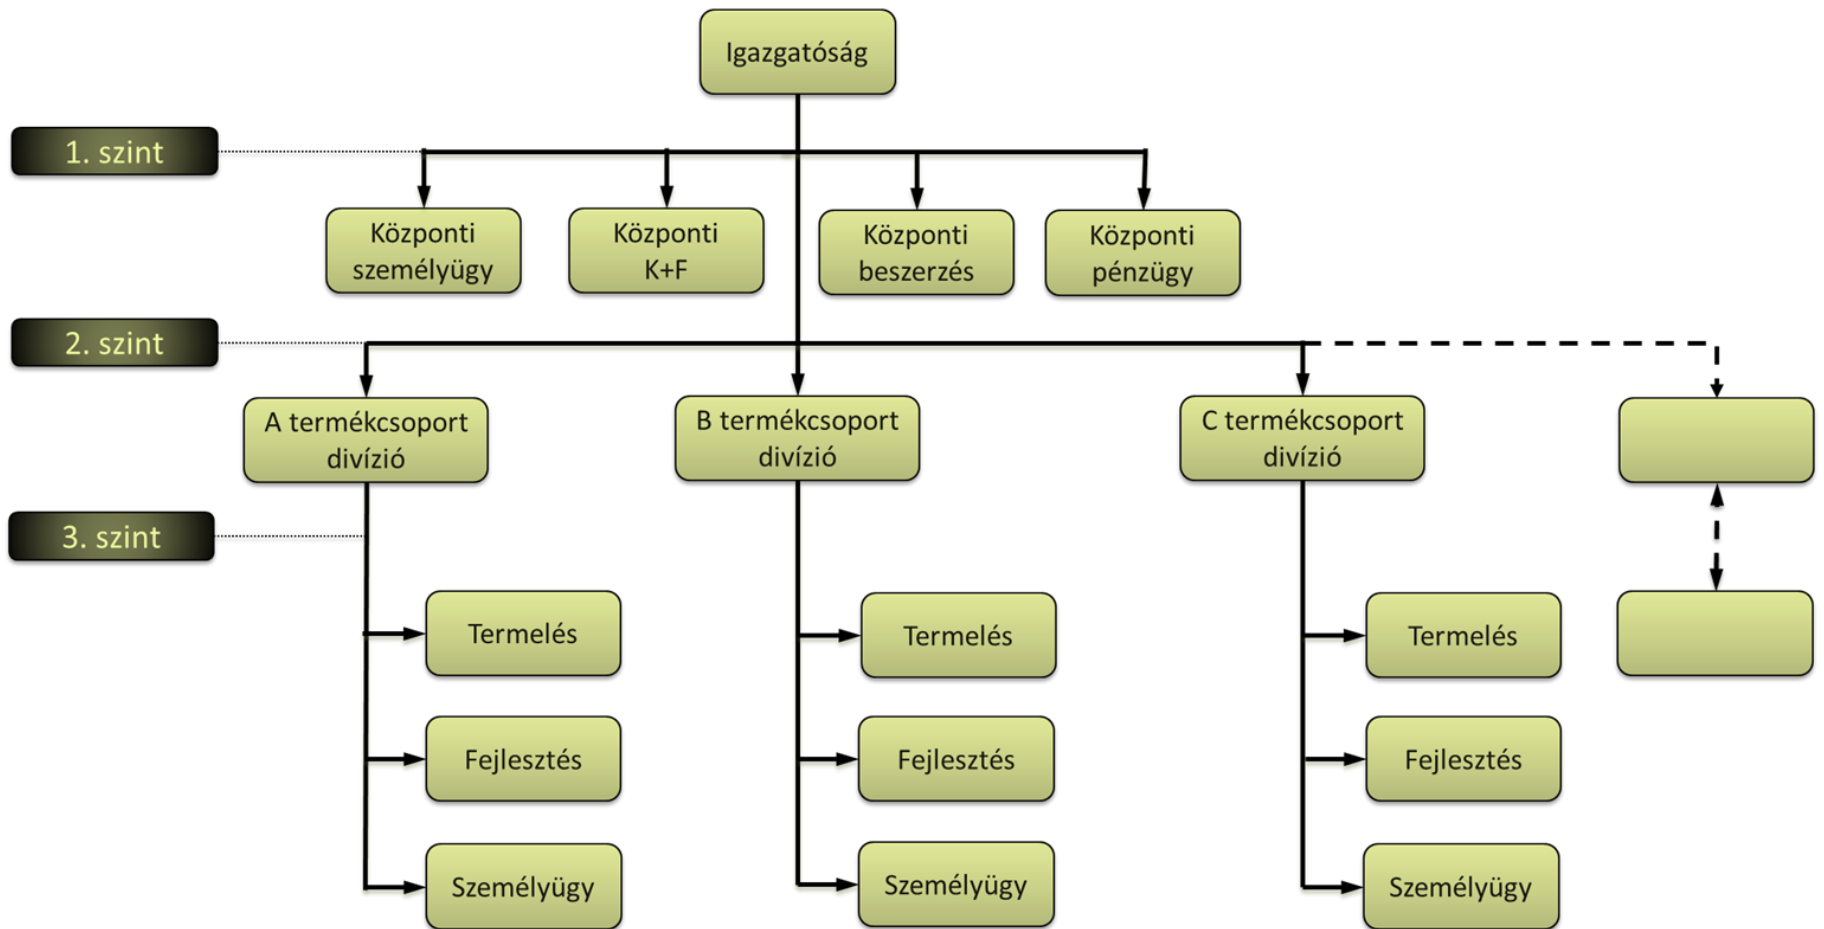 Igazgatóság
1. szint
Központi
személyügy
Központi
K+F
Központi
beszerzés
Központi
pénzügy
2. szint
A termékcsoport
divízió
B termékcsoport
divízió
C termékcsoport
divízió
3. szint
Termelés
Termelés
Termelés
Fejlesztés
Fejlesztés
Fejlesztés
Személyügy
Személyügy
Személyügy